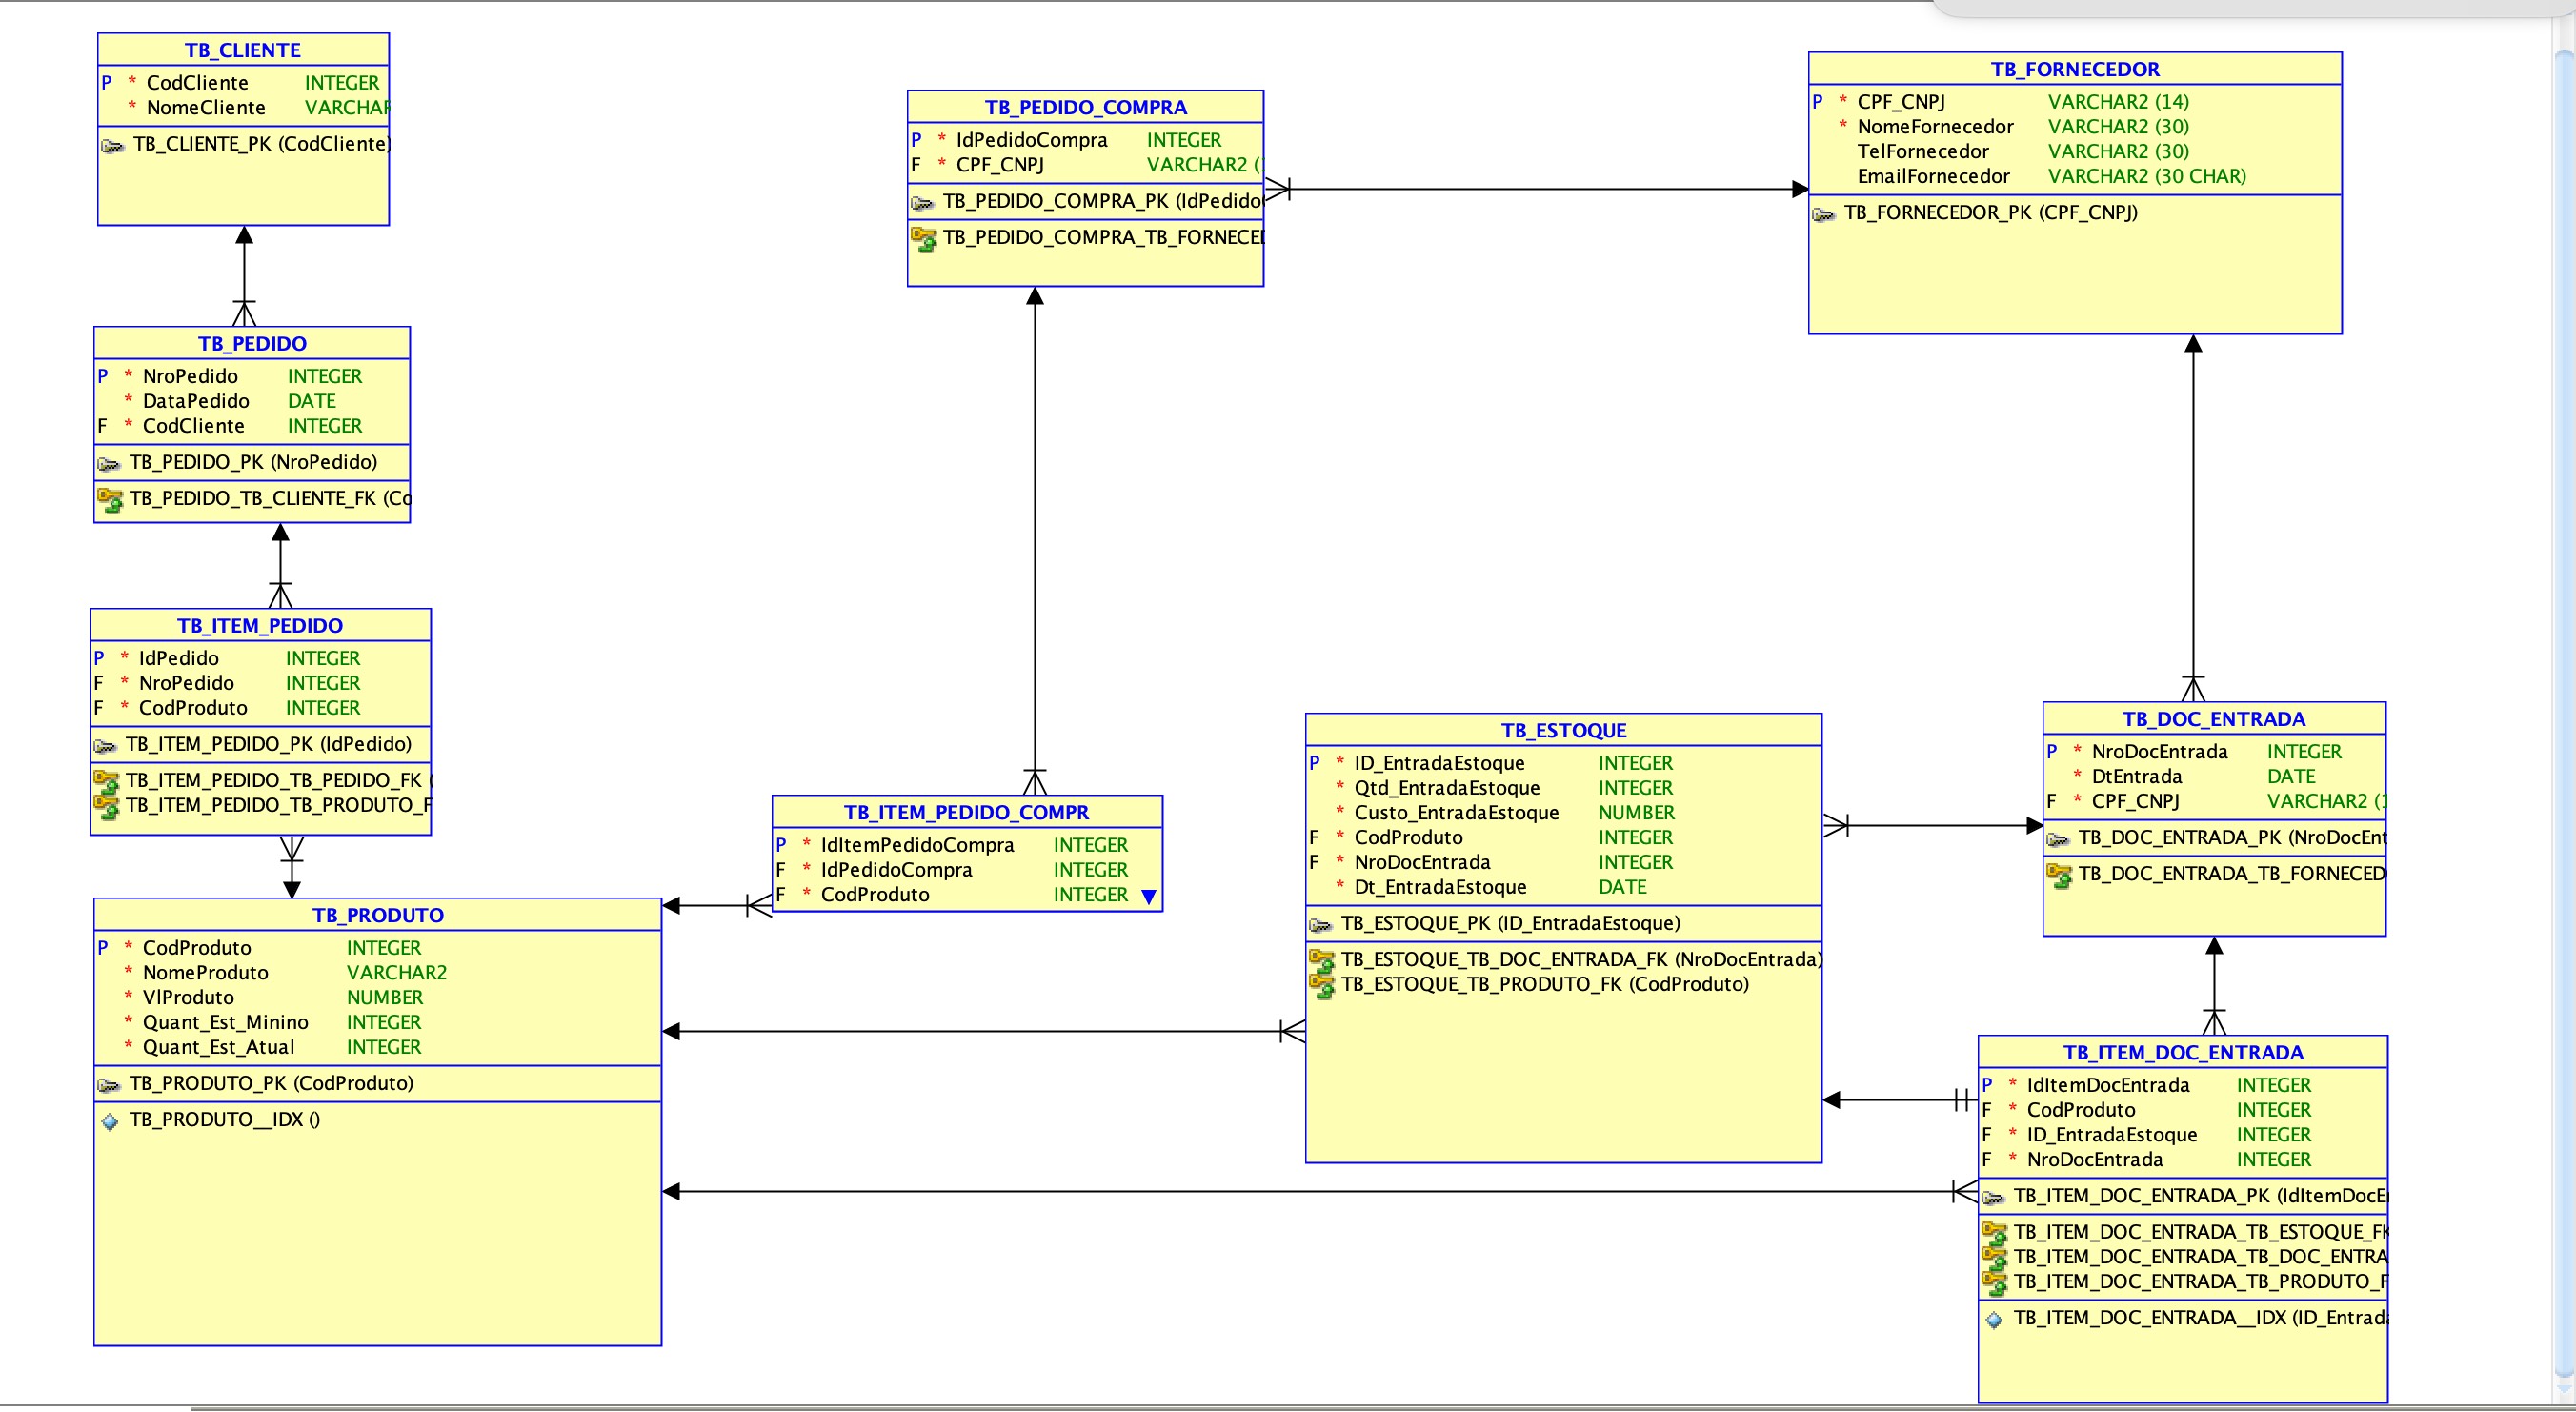 TB_CLIENTE
P * CodCliente INTEGER
* NomeCliente
TB_CLIENTE_PK (CodCliente)
TB_PEDIDO
P * NroPedido INTEGER
* DataPedido DATE
F * CodCliente INTEGER
TB_PEDIDO_PK (NroPedido)
TB_PEDIDO_TB_CLIENTE_FK (Co
TB_ITEM_PEDIDO
P * IdPedido INTEGER
F * NroPedido INTEGER
F * CodProduto INTEGER
TB_ITEM_PEDIDO_PK (IdPedido)
TB_ITEM_PEDIDO_TB_PEDIDO_FK (
TB_ITEM_PEDIDO_TB_PRODUTO_F
TB_PRODUTO
P * CodProduto INTEGER
* NomeProduto VARCHAR2
* VlProduto NUMBER
* Quant_Est_Minino INTEGER
* Quant_Est_Atual INTEGER
TB_PRODUTO_PK (CodProduto)
TB_PRODUTO__IDX ()
TB_PEDIDO_COMPRA
P * IdPedidoCompra INTEGER
F * CPF_CNPJ VARCHAR2 (
TB_PEDIDO_COMPRA_PK (IdPedido
TB_PEDIDO_COMPRA_TB_FORNECE
TB_ITEM_PEDIDO_COMPR
P * IdItemPedidoCompra INTEGER
F * IdPedidoCompra INTEGER
F * CodProduto INTEGER
TB_ESTOQUE
P * ID_EntradaEstoque INTEGER
* Qtd_EntradaEstoque INTEGER
* Custo_EntradaEstoque NUMBER
F * CodProduto INTEGER
F * NroDocEntrada INTEGER
* Dt_EntradaEstoque DATE
TB_ESTOQUE_PK (ID_EntradaEstoque)
TB_ESTOQUE_TB_DOC_ENTRADA_FK (NroDocEntrada)
TB_ESTOQUE_TB_PRODUTO_FK (CodProduto)
TB_FORNECEDOR
P * CPF_CNPJ VARCHAR2 (14)
* NomeFornecedor VARCHAR2 (30)
TelFornecedor VARCHAR2 (30)
EmailFornecedor VARCHAR2 (30 CHAR)
TB_FORNECEDOR_PK (CPF_CNPJ)
TB_DOC_ENTRADA
P * NroDocEntrada INTEGER
* DtEntrada DATE
F * CPF_CNPJ VARCHAR2 (1
TB_DOC_ENTRADA_PK (NroDocEnt
TB_DOC_ENTRADA_TB_FORNECED
TB_ITEM_DOC_ENTRADA
P * IdItemDocEntrada INTEGER
F * CodProduto INTEGER
F * ID_EntradaEstoque INTEGER
F * NroDocEntrada INTEGER
TB_ITEM_DOC_ENTRADA_PK (IdItemDocE
TB_ITEM_DOC_ENTRADA_TB_ESTOQUE_FK
TB_ITEM_DOC_ENTRADA_TB_DOC_ENTRA
TB_ITEM_DOC_ENTRADA_TB_PRODUTO_F
TB_ITEM_DOC_ENTRADA__IDX (ID_Entrad